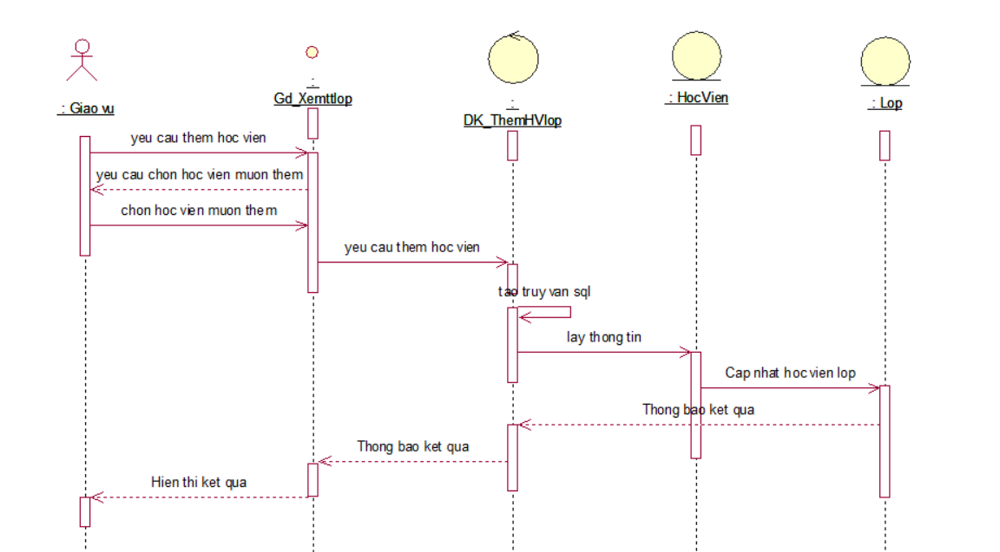 : Giao vu
:
Gd_Xemttlop
:
DK_ThemHVlop
: HocVien
: Lop
yeu cau them hoc vien
yeu cau chon hoc vien muon them
chon hoc vien muon them
yeu cau them hoc vien
tao truy van sql
lay thong tin
Cap nhat hoc vien lop
Thong bao ket qua
Thong bao ket qua
Hien thi ket qua